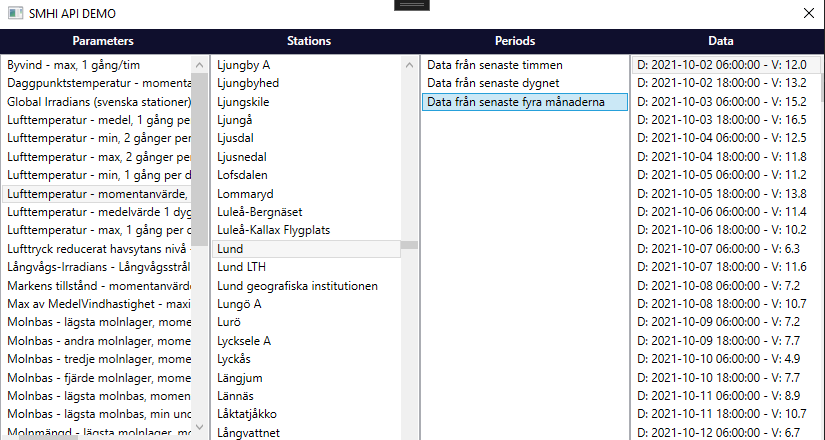 SMHI API DEMO
Parameters
Stations
Periods
Data
Byvind - max, 1 gång/tim
Daggpunktstemperatur - momenta
Global Irradians (svenska stationer)
Lufttemperatur - medel, 1 gång per
Lufttemperatur - min, 2 gånger per
Lufttemperatur - max, 2 gånger per
Lufttemperatur - min, 1 gång per d
Lufttemperatur - momentanvärde,
Lufttemperatur - medelvärde 1 dyg
Lufttemperatur - max, 1 gång per d
Lufttryck reducerat havsytans nivå -
Långvågs-Irradians - Långvågsstrål
Markens tillstånd - momentanvärde
Max av MedelVindhastighet - maxi
Molnbas - lägsta molnlager, mome
Molnbas - andra molnlager, mome
Molnbas - tredje molnlager, mome
Molnbas - fjärde molnlager, mome
Molnbas - lägsta molnbas, momen
Molnbas - lägsta molnbas, min und
Molnmängd - lägsta molnlager, mo
Ljungby A
Ljungbyhed
Ljungskile
Ljungå
Ljusdal
Ljusnedal
Lofsdalen
Lommaryd
Luleå-Bergnäset
Luleå-Kallax Flygplats
Lund
Lund LTH
Lund geografiska institutionen
Lungö A
Lurö
Lycksele A
Lyckås
Längjum
Lännäs
Låktatjåkko
Långvattnet
Data från senaste timmen
Data från senaste dygnet
Data från senaste fyra månaderna
D: 2021-10-02 06:00:00 - V: 12.0
D: 2021-10-02 18:00:00 - V: 13.2
D: 2021-10-03 06:00:00 - V: 15.2
D: 2021-10-03 18:00:00 - V: 16.5
D: 2021-10-04 06:00:00 - V: 12.5
D: 2021-10-04 18:00:00 - V: 11.8
D: 2021-10-05 06:00:00 - V: 11.2
D: 2021-10-05 18:00:00 - V: 13.8
D: 2021-10-06 06:00:00 - V: 11.4
D: 2021-10-06 18:00:00 - V: 10.2
D: 2021-10-07 06:00:00 - V: 6.3
D: 2021-10-07 18:00:00 - V: 11.6
D: 2021-10-08 06:00:00 - V: 7.2
D: 2021-10-08 18:00:00 - V: 10.7
D: 2021-10-09 06:00:00 - V: 7.2
D: 2021-10-09 18:00:00 - V: 7.7
D: 2021-10-10 06:00:00 - V: 4.9
D: 2021-10-10 18:00:00 - V: 7.7
D: 2021-10-11 06:00:00 - V: 8.9
D: 2021-10-11 18:00:00 - V: 10.7
D: 2021-10-12 06:00:00 - V: 6.7